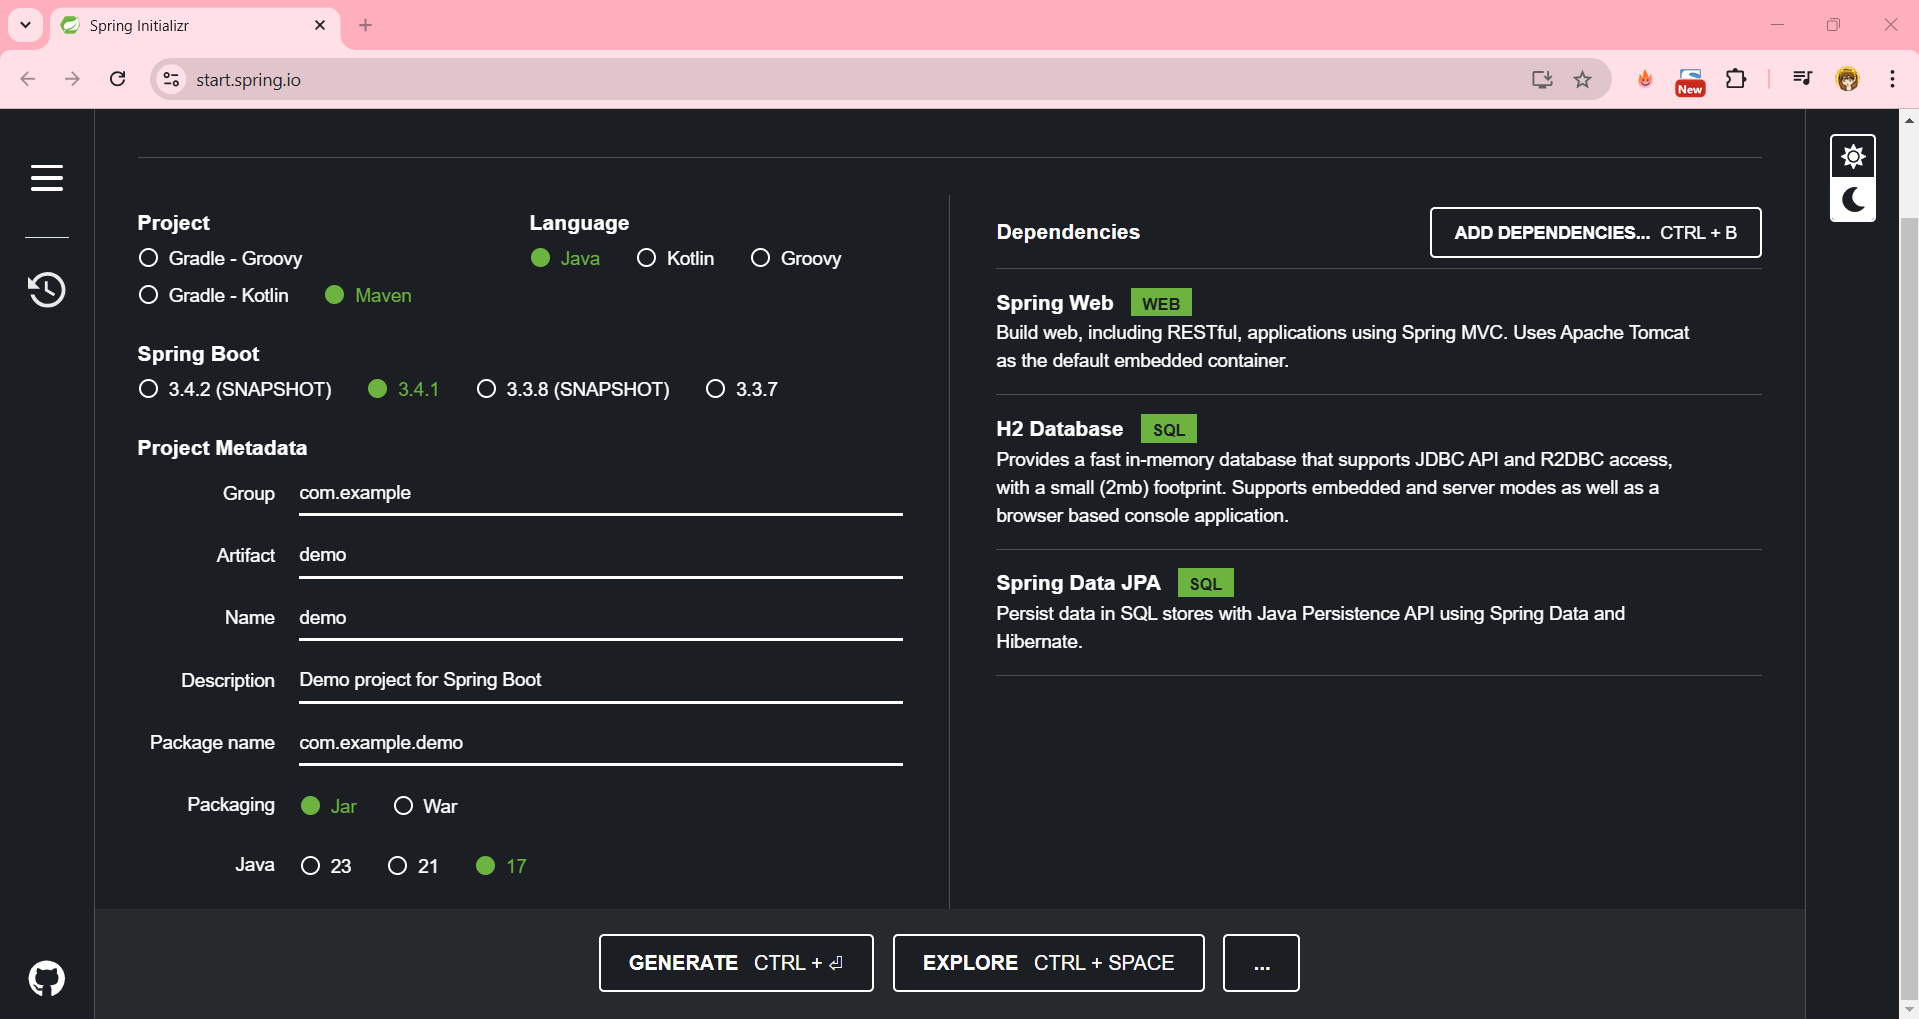 Spring Initializr
start.spring.io
New
Project
Gradle - Groovy
Gradle - Kotlin Maven
Language
Java Kotlin Groovy
Spring Boot
3.4.2 (SNAPSHOT) 3.4.1 3.3.8 (SNAPSHOT) 3.3.7
Project Metadata
Group com.example
Artifact demo
Name demo
Description Demo project for Spring Boot
Package name com.example.demo
Packaging Jar War
Java 23 21 17
Dependencies
ADD DEPENDENCIES... CTRL + B
Spring Web WEB
Build web, including RESTful, applications using Spring MVC. Uses Apache Tomcat
as the default embedded container.
H2 Database SQL
Provides a fast in-memory database that supports JDBC API and R2DBC access,
with a small (2mb) footprint. Supports embedded and server modes as well as a
browser based console application.
Spring Data JPA SQL
Persist data in SQL stores with Java Persistence API using Spring Data and
Hibernate.
GENERATE CTRL + ⏎
EXPLORE CTRL + SPACE
...